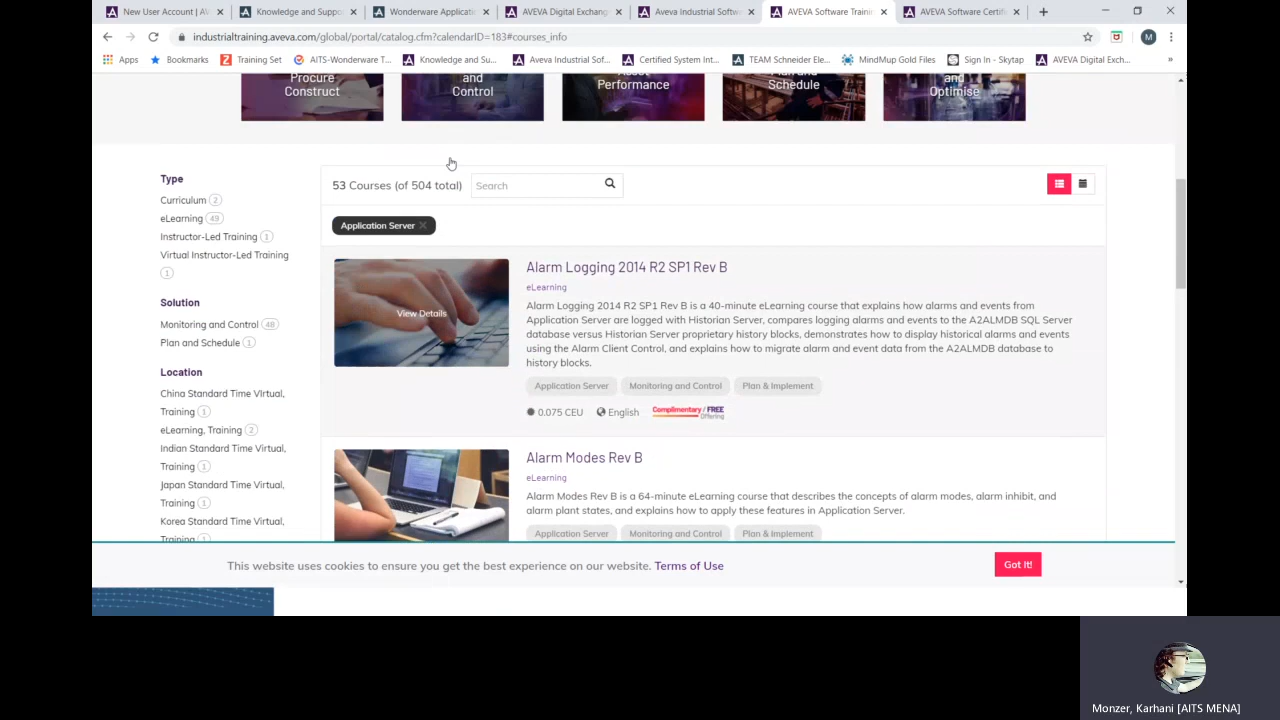 New User Account | AV
Knowledge and Suppo
Wonderware Applicatio
AVEVA Digital Exchang
Aveva Industrial Softw
AVEVA Software Trainin
AVEVA Software Certific
industrialtraining.aveva.com/global/portal/catalog.cfm?calendarID=183#courses_info
M
Apps
Bookmarks
Training Set
AITS-Wonderware T...
Knowledge and Su...
Aveva Industrial Sof...
Certified System Int...
TEAM Schneider Ele...
MindMup Gold Files
Sign In - Skytap
AVEVA Digital Exch...
»
Procure
Construct
and
Control
Asset
Performance
Plan and
Schedule
and
Optimise
Type
Curriculum 2
eLearning 49
Instructor-Led Training 1
Virtual Instructor-Led Training
1
Solution
Monitoring and Control 48
Plan and Schedule 1
Location
China Standard Time VIrtual,
Training 1
eLearning, Training 2
Indian Standard Time Virtual,
Training 1
Japan Standard Time Virtual,
Training 1
Korea Standard Time Virtual,
Training 1
53 Courses (of 504 total)
Search
Application Server ×
View Details
Alarm Logging 2014 R2 SP1 Rev B
eLearning
Alarm Logging 2014 R2 SP1 Rev B is a 40-minute eLearning course that explains how alarms and events from
Application Server are logged with Historian Server, compares logging alarms and events to the A2ALMDB SQL Server
database versus Historian Server proprietary history blocks, demonstrates how to display historical alarms and events
using the Alarm Client Control, and explains how to migrate alarm and event data from the A2ALMDB database to
history blocks.
Application Server
Monitoring and Control
Plan & Implement
0.075 CEU
English
Complimentary / FREE
Offering
Alarm Modes Rev B
eLearning
Alarm Modes Rev B is a 64-minute eLearning course that describes the concepts of alarm modes, alarm inhibit, and
alarm plant states, and explains how to apply these features in Application Server.
Application Server
Monitoring and Control
Plan & Implement
This website uses cookies to ensure you get the best experience on our website. Terms of Use
Got it!
Monzer, Karhani [AITS MENA]